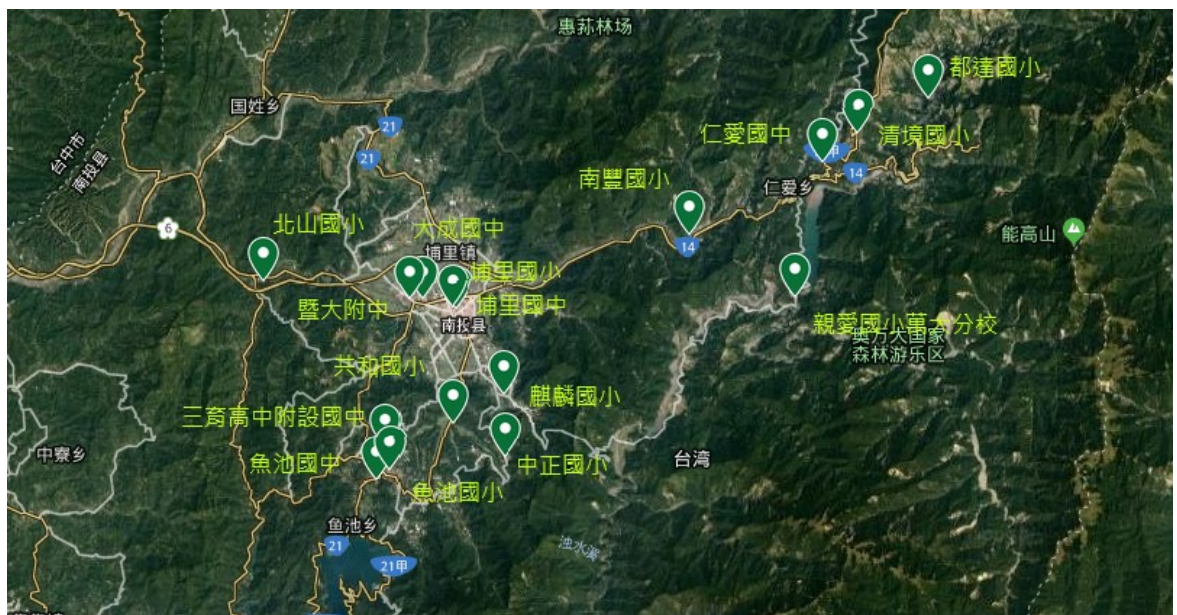 惠荪林场
都達國小
国姓乡
21
台中市
南投县
仁愛國中
清境國小
21
甲
14
南豐國小
仁爱乡
北山國小
大成國中
6
能高山
14
埔里镇
埔里國小
暨大附中
埔里國中
南投县
親愛國小萬大分校
奥万大国家
森林游乐区
共和國小
麒麟國小
三育高中附設國中
中寮乡
魚池國中
中正國小
台湾
魚池國小
鱼池乡
21
浊水溪
21甲